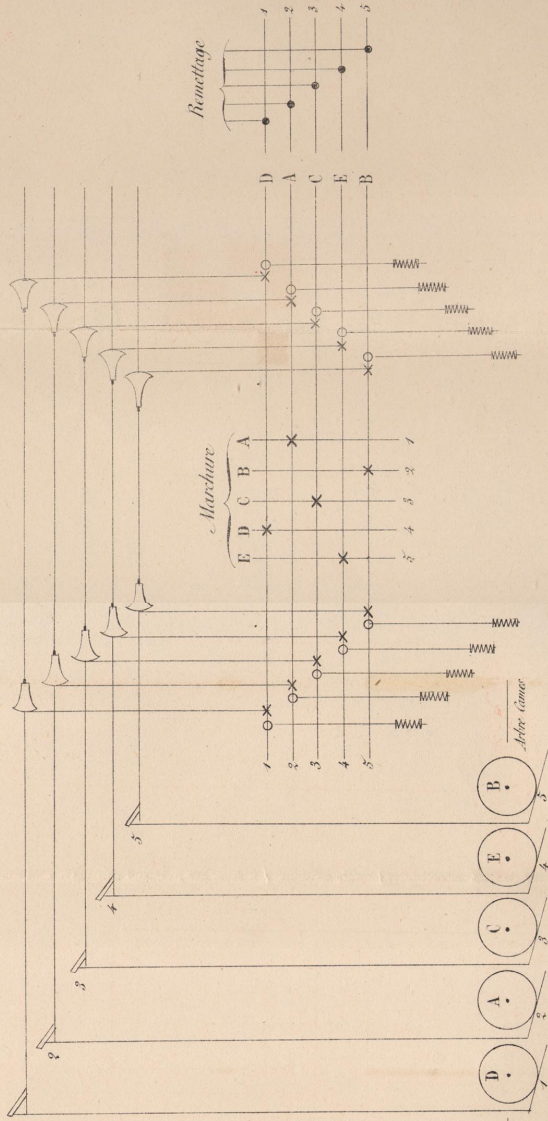 2
3
4
5
Marchure
E D C B A
Remettage
1 D 1
2 A 2
3 C 3
4 E 4
5 B 5
5 4 3 2 1
D A C E B
Arbre Cames
1 2 3 4 5